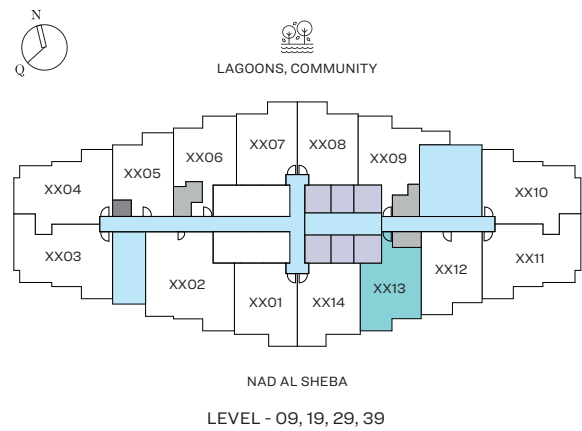 N
Q
LAGOONS, COMMUNITY
XX07
XX08
XX06
XX09
XX05
XX04
XX10
XX03
XX11
XX02
XX12
XX13
XX01
XX14
NAD AL SHEBA
LEVEL - 09, 19, 29, 39